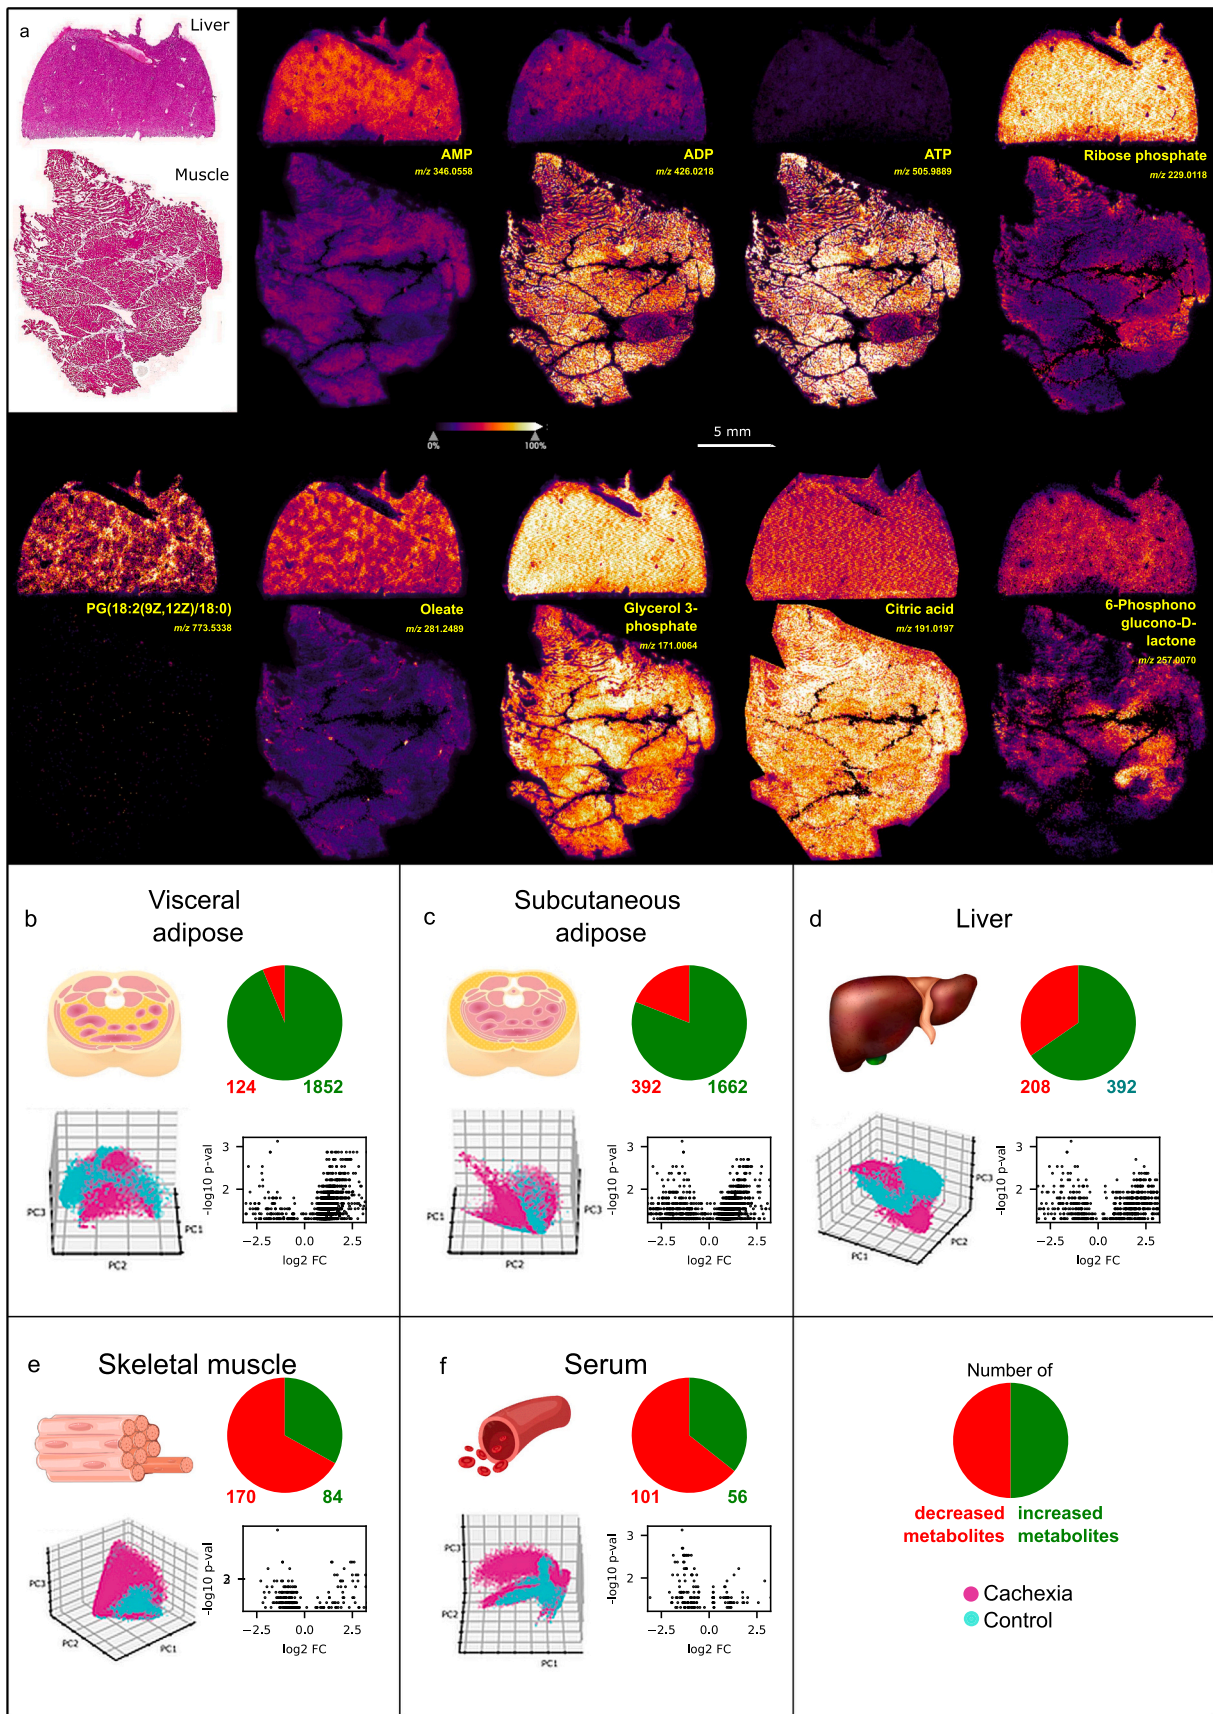 a
Liver
Muscle
AMP
m/z 346.0558
ADP
m/z 426.0218
ATP
m/z 505.9889
Ribose phosphate
m/z 229.0118
0%
100%
5 mm
PG(18:2(9Z,12Z)/18:0)
m/z 773.5338
Oleate
m/z 281.2489
Glycerol 3-
phosphate
m/z 171.0064
Citric acid
m/z 191.0197
6-Phosphono
glucono-D-
lactone
m/z 257.0070
b
Visceral
adipose
124
1852
PC3
PC1
PC2
-log10 p-val
3
2
−2.5
0.0
2.5
log2 FC
c
Subcutaneous
adipose
392
1662
PC1
PC3
PC2
-log10 p-val
3
2
−2.5
0.0
2.5
log2 FC
d
Liver
208
392
PC3
PC1
PC2
-log10 p-val
3
2
−2.5
0.0
2.5
log2 FC
e
Skeletal muscle
170
84
PC3
PC2
PC1
-log10 p-val
−2.5
0.0
2.5
log2 FC
f
Serum
101
56
PC3
PC2
PC1
-log10 p-val
3
2
−2.5
0.0
2.5
log2 FC
Number of
decreased increased
metabolites metabolites
Cachexia
Control